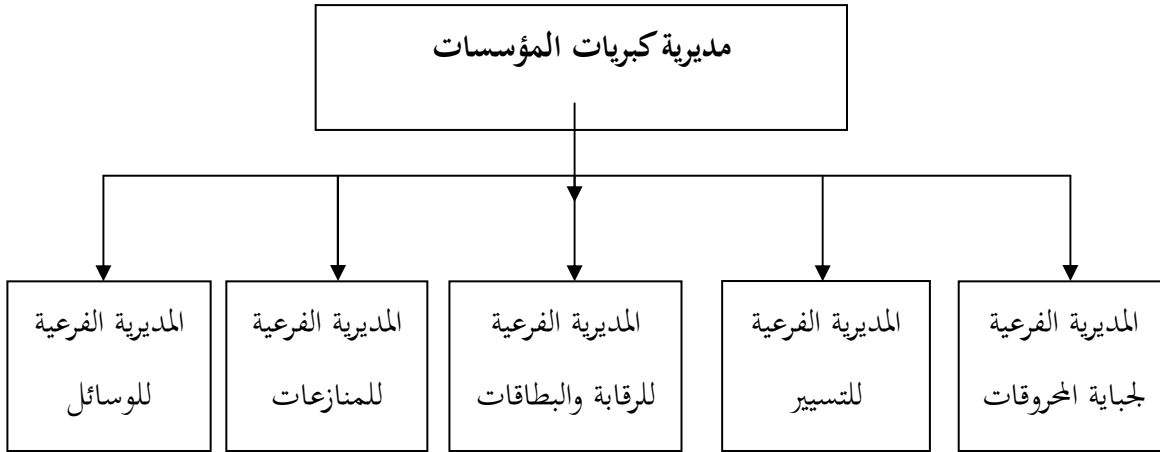 مديرية كبريات المؤسسات
المديرية الفرعية
لجباية المحروقات
المديرية الفرعية
للتسيير
المديرية الفرعية
للرقابة والبطاقات
المديرية الفرعية
للمنازعات
المديرية الفرعية
للوسائل